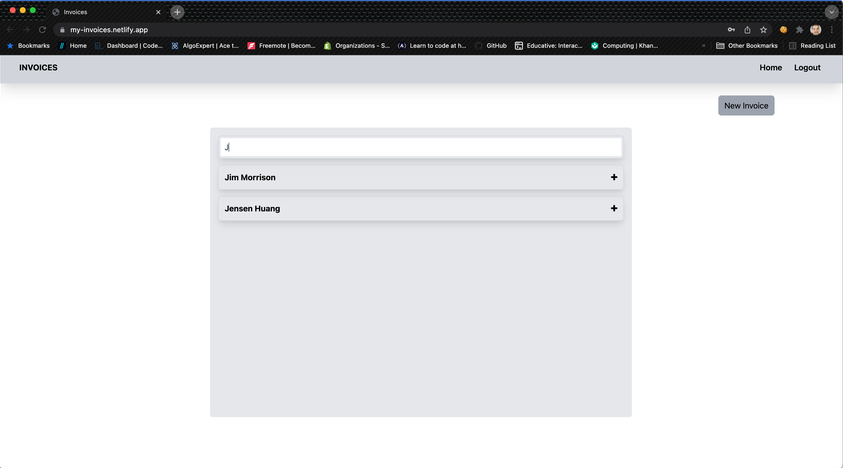 Invoices
my-invoices.netlify.app
Bookmarks Home Dashboard | Code... AlgoExpert | Ace t... Freemote | Becom... Organizations - S... Learn to code at h... GitHub Educative: Interac... Computing | Khan... » Other Bookmarks Reading List
INVOICES Home Logout
New Invoice
J
Jim Morrison +
Jensen Huang +